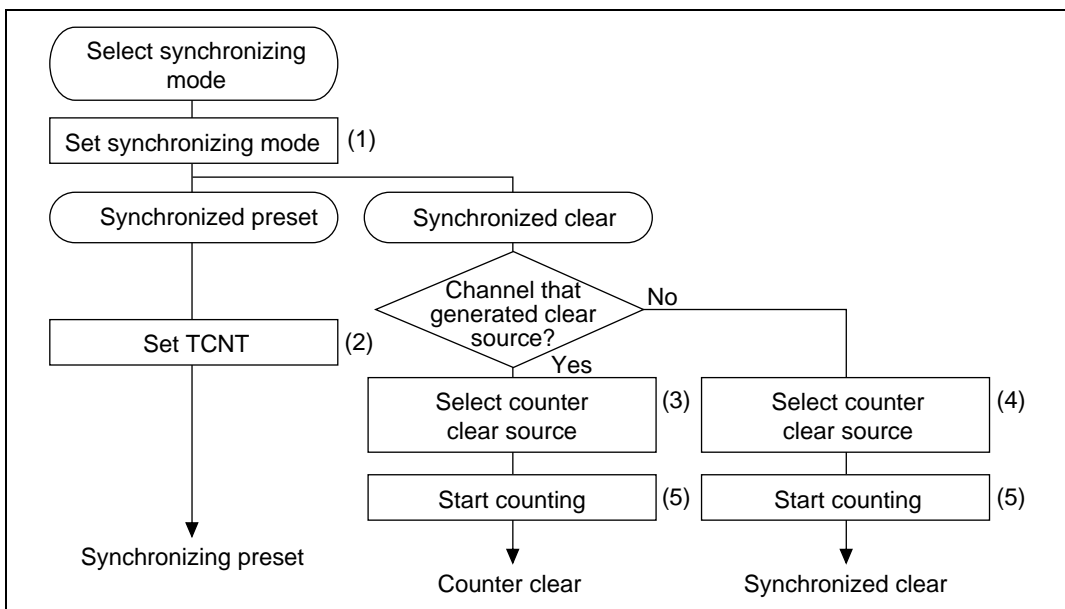 Select synchronizing
mode
Set synchronizing mode (1)
Synchronized preset
Synchronized clear
Channel that
generated clear
source?
No
Yes
Set TCNT (2)
Select counter
clear source
(3)
Select counter
clear source
(4)
Start counting (5)
Start counting (5)
Synchronizing preset
Counter clear
Synchronized clear